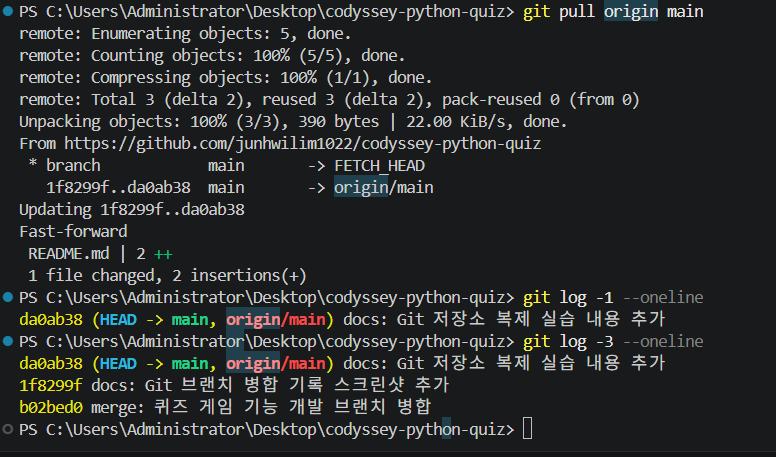 PS C:\Users\Administrator\Desktop\codyssey-python-quiz> git pull origin main
remote: Enumerating objects: 5, done.
remote: Counting objects: 100% (5/5), done.
remote: Compressing objects: 100% (1/1), done.
remote: Total 3 (delta 2), reused 3 (delta 2), pack-reused 0 (from 0)
Unpacking objects: 100% (3/3), 390 bytes | 22.00 KiB/s, done.
From https://github.com/junhwilim1022/codyssey-python-quiz
 * branch            main       -> FETCH_HEAD
   1f8299f..da0ab38  main       -> origin/main
Updating 1f8299f..da0ab38
Fast-forward
 README.md | 2 ++
 1 file changed, 2 insertions(+)
PS C:\Users\Administrator\Desktop\codyssey-python-quiz> git log -1 --oneline
da0ab38 (HEAD -> main, origin/main) docs: Git 저장소 복제 실습 내용 추가
PS C:\Users\Administrator\Desktop\codyssey-python-quiz> git log -3 --oneline
da0ab38 (HEAD -> main, origin/main) docs: Git 저장소 복제 실습 내용 추가
1f8299f docs: Git 브랜치 병합 기록 스크린샷 추가
b02bed0 merge: 퀴즈 게임 기능 개발 브랜치 병합
PS C:\Users\Administrator\Desktop\codyssey-python-quiz>